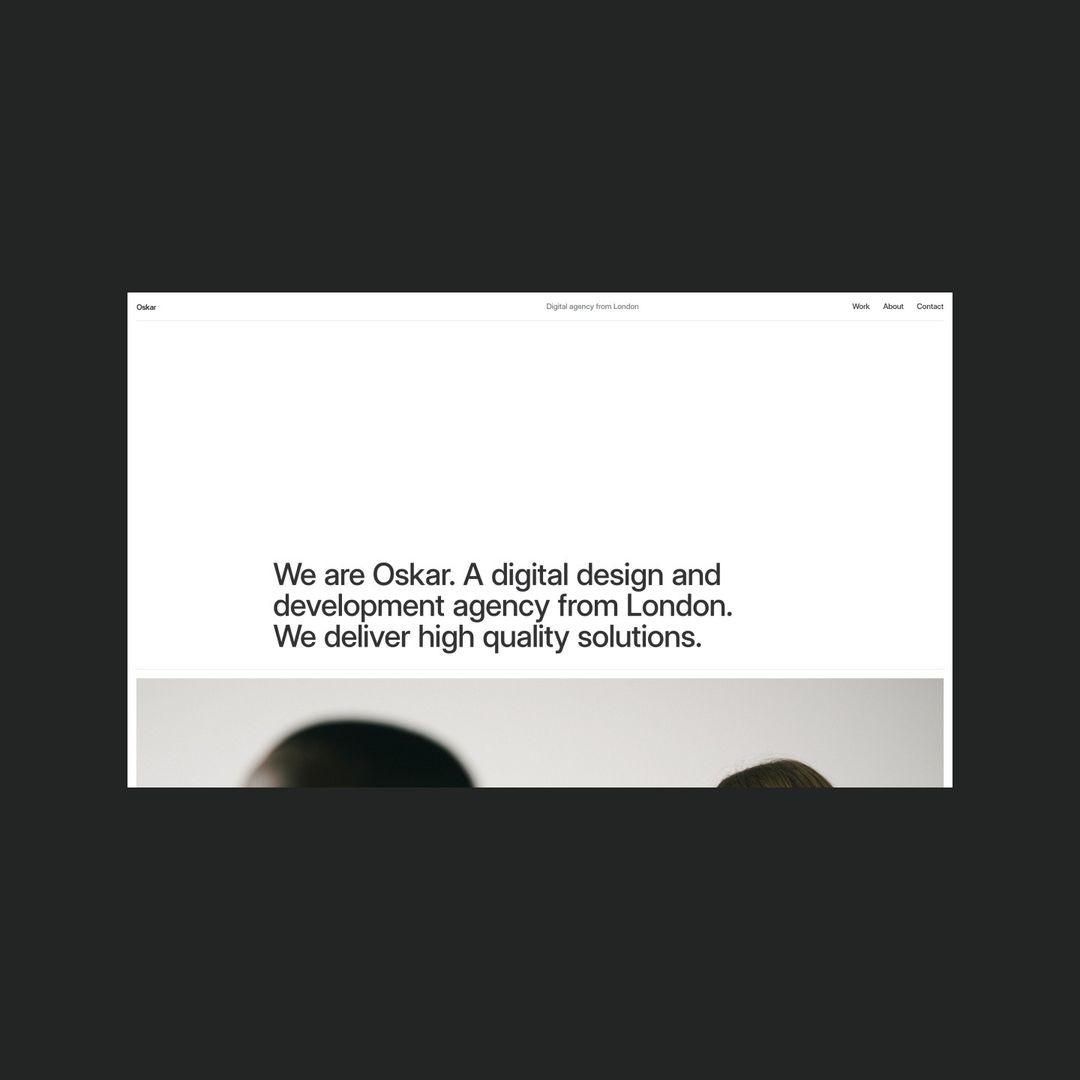 Oskar
Digital agency from London
Work About Contact
We are Oskar. A digital design and
development agency from London.
We deliver high quality solutions.